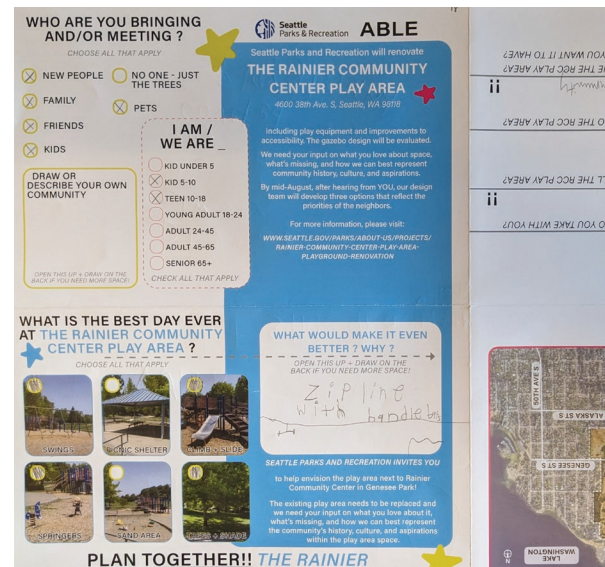 WHO ARE YOU BRINGING
AND/OR MEETING ?
CHOOSE ALL THAT APPLY
NEW PEOPLE
NO ONE - JUST
THE TREES
FAMILY
PETS
FRIENDS
KIDS
DRAW OR
DESCRIBE YOUR OWN
COMMUNITY
OPEN THIS UP + DRAW ON THE
BACK IF YOU NEED MORE SPACE!
I AM /
WE ARE _
KID UNDER 5
KID 5-10
TEEN 10-18
YOUNG ADULT 18-24
ADULT 24-45
ADULT 45-65
SENIOR 65+
CHECK ALL THAT APPLY
Seattle
Parks & Recreation
ABLE
Seattle Parks and Recreation will renovate
THE RAINIER COMMUNITY
CENTER PLAY AREA
4600 38th Ave. S, Seattle, WA 98118
including play equipment and improvements to
accessibility. The gazebo design will be evaluated.
We need your input on what you love about space,
what's missing, and how we can best represent
community history, culture, and aspirations.
By mid-August, after hearing from YOU, our design
team will develop three options that reflect the
priorities of the neighbors.
For more information, please visit:
WWW.SEATTLE.GOV/PARKS/ABOUT-US/PROJECTS/
RAINIER-COMMUNITY-CENTER-PLAY-AREA-
PLAYGROUND-RENOVATION
WHAT IS THE BEST DAY EVER
AT THE RAINIER COMMUNITY
CENTER PLAY AREA ?
CHOOSE ALL THAT APPLY
SWINGS
PICNIC SHELTER
CLIMB + SLIDE
SPRINGERS
SAND AREA
SHADE
WHAT WOULD MAKE IT EVEN
BETTER ? WHY ?
OPEN THIS UP + DRAW ON THE
BACK IF YOU NEED MORE SPACE!
Zip line
with handle
SEATTLE PARKS AND RECREATION INVITES YOU
to help envision the play area next to Rainier
Community Center in Genesee Park!
The existing play area needs to be replaced and
we need your input on what you love about it,
what's missing, and how we can best represent
the community's history, culture, and aspirations
within the play area space.
PLAN TOGETHER!! THE RAINIER
YOU WANT IT TO HAVE?
THE RCC PLAY AREA?
THE RCC PLAY AREA?
THE RCC PLAY AREA?
TO YOU TAKE WITH YOU?
50TH AVE S
ALASKA ST
GENESEE ST S
LAKE
WASHINGTON
N